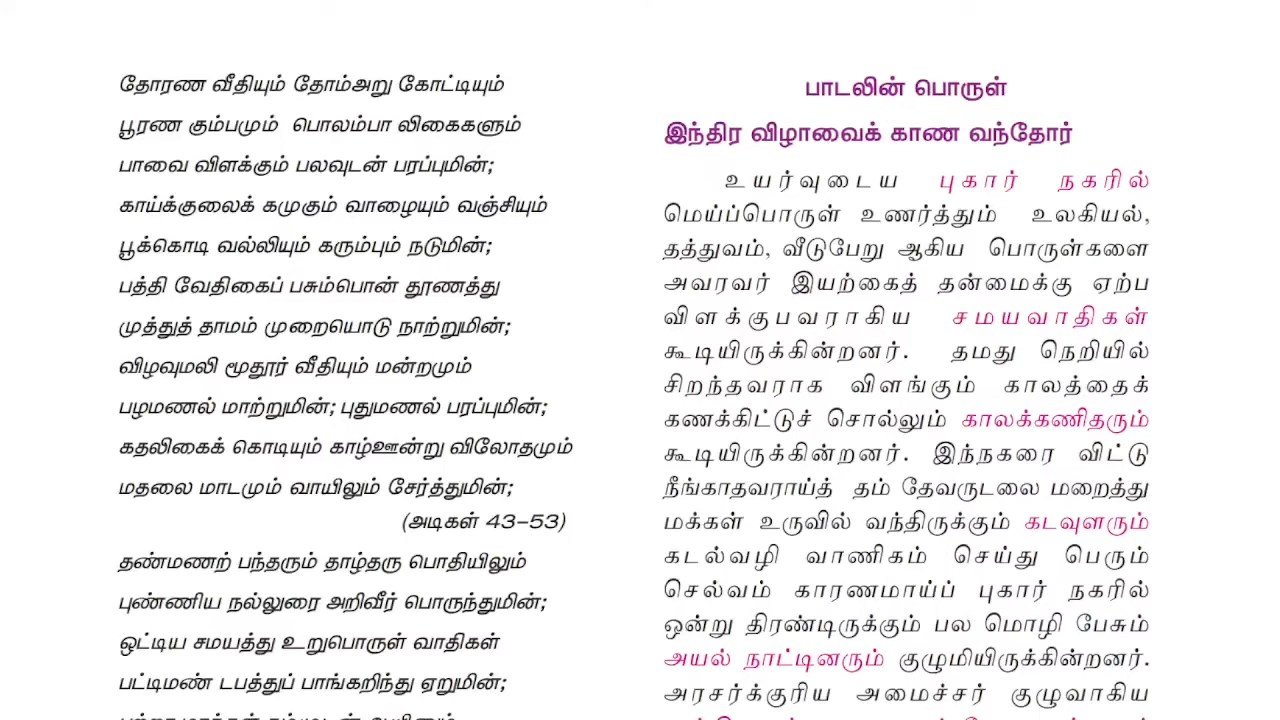 தோரண வீதியும் தோம்அறு கோட்டியும்
பூரண கும்பமும் பொலம்பா லிகைகளும்
பாவை விளக்கும் பலவுடன் பரப்புமின்;
காய்க்குலைக் கமுகும் வாழையும் வஞ்சியும்
பூக்கொடி வல்லியும் கரும்பும் நடுமின்;
பத்தி வேதிகைப் பசும்பொன் தூணத்து
முத்துத் தாமம் முறையொடு நாற்றுமின்;
விழவுமலி மூதூர் வீதியும் மன்றமும்
பழமணல் மாற்றுமின்; புதுமணல் பரப்புமின்;
கதலிகைக் கொடியும் காழ்ஊன்று விலோதமும்
மதலை மாடமும் வாயிலும் சேர்த்துமின்;
(அடிகள் 43-53)
தண்மணற் பந்தரும் தாழ்தரு பொதியிலும்
புண்ணிய நல்லுரை அறிவீர் பொருந்துமின்;
ஒட்டிய சமயத்து உறுபொருள் வாதிகள்
பட்டிமண் டபத்துப் பாங்கறிந்து ஏறுமின்;
பாடலின் பொருள்
இந்திர விழாவைக் காண வந்தோர்
உயர்வுடைய புகார் நகரில்
மெய்ப்பொருள் உணர்த்தும் உலகியல்,
தத்துவம், வீடுபேறு ஆகிய பொருள்களை
அவரவர் இயற்கைத் தன்மைக்கு ஏற்ப
விளக்குபவராகிய சமயவாதிகள்
கூடியிருக்கின்றனர். தமது நெறியில்
சிறந்தவராக விளங்கும் காலத்தைக்
கணக்கிட்டுச் சொல்லும் காலக்கணிதரும்
கூடியிருக்கின்றனர். இந்நகரை விட்டு
நீங்காதவராய்த் தம் தேவருடலை மறைத்து
மக்கள் உருவில் வந்திருக்கும் கடவுளரும்
கடல்வழி வாணிகம் செய்து பெரும்
செல்வம் காரணமாய்ப் புகார் நகரில்
ஒன்று திரண்டிருக்கும் பல மொழி பேசும்
அயல் நாட்டினரும் குழுமியிருக்கின்றனர்.
அரசர்க்குரிய அமைச்சர் குழுவாகிய